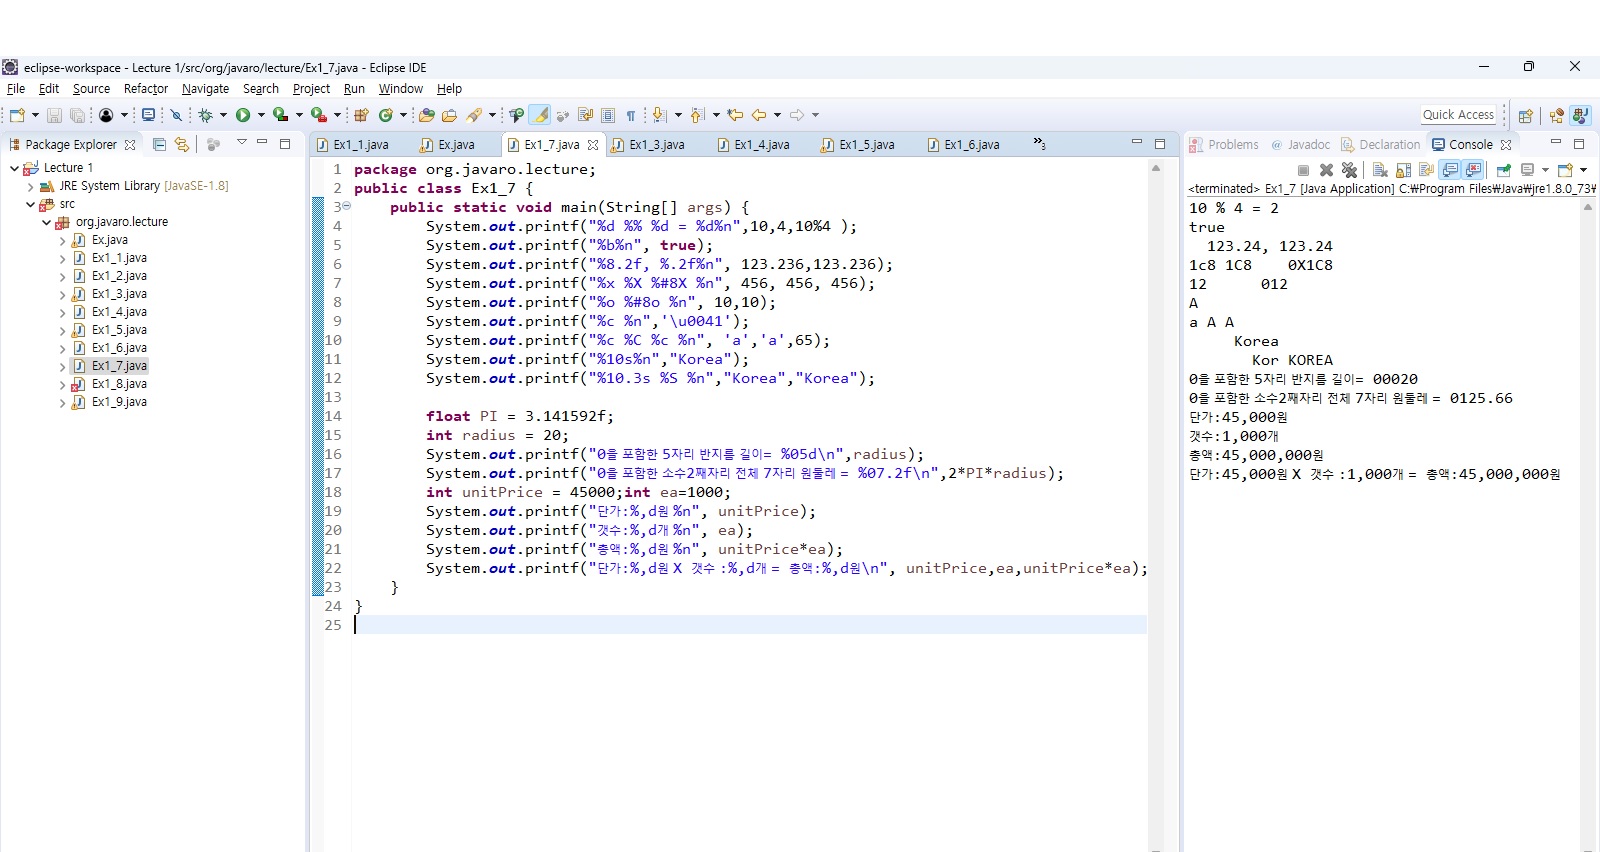 eclipse-workspace - Lecture 1/src/org/javaro/lecture/Ex1_7.java - Eclipse IDE
File Edit Source Refactor Navigate Search Project Run Window Help
Quick Access
Package Explorer
Lecture 1
JRE System Library [JavaSE-1.8]
src
org.javaro.lecture
Ex.java
Ex1_1.java
Ex1_2.java
Ex1_3.java
Ex1_4.java
Ex1_5.java
Ex1_6.java
Ex1_7.java
Ex1_8.java
Ex1_9.java
Ex1_1.java Ex.java Ex1_7.java Ex1_3.java Ex1_4.java Ex1_5.java Ex1_6.java »3
1 package org.javaro.lecture;
2 public class Ex1_7 {
3     public static void main(String[] args) {
4         System.out.printf("%d %% %d = %d%n",10,4,10%4 );
5         System.out.printf("%b%n", true);
6         System.out.printf("%8.2f, %.2f%n", 123.236,123.236);
7         System.out.printf("%x %X %#8X %n", 456, 456, 456);
8         System.out.printf("%o %#8o %n", 10,10);
9         System.out.printf("%c %n",'\u0041');
10         System.out.printf("%c %C %c %n", 'a','a',65);
11         System.out.printf("%10s%n","Korea");
12         System.out.printf("%10.3s %S %n","Korea","Korea");
13
14         float PI = 3.141592f;
15         int radius = 20;
16         System.out.printf("0을 포함한 5자리 반지름 길이= %05d\n",radius);
17         System.out.printf("0을 포함한 소수2째자리 전체 7자리 원둘레 = %07.2f\n",2*PI*radius);
18         int unitPrice = 45000;int ea=1000;
19         System.out.printf("단가:%,d원 %n", unitPrice);
20         System.out.printf("갯수:%,d개 %n", ea);
21         System.out.printf("총액:%,d원 %n", unitPrice*ea);
22         System.out.printf("단가:%,d원 X 갯수 :%,d개 = 총액:%,d원\n", unitPrice,ea,unitPrice*ea);
23     }
24 }
25
Problems @ Javadoc Declaration Console
<terminated> Ex1_7 [Java Application] C:₩Program Files₩Java₩jre1.8.0_73₩
10 % 4 = 2
true
  123.24, 123.24
1c8 1C8    0X1C8
12      012
A
a A A
     Korea
       Kor KOREA
0을 포함한 5자리 반지름 길이= 00020
0을 포함한 소수2째자리 전체 7자리 원둘레 = 0125.66
단가:45,000원
갯수:1,000개
총액:45,000,000원
단가:45,000원 X 갯수 :1,000개 = 총액:45,000,000원